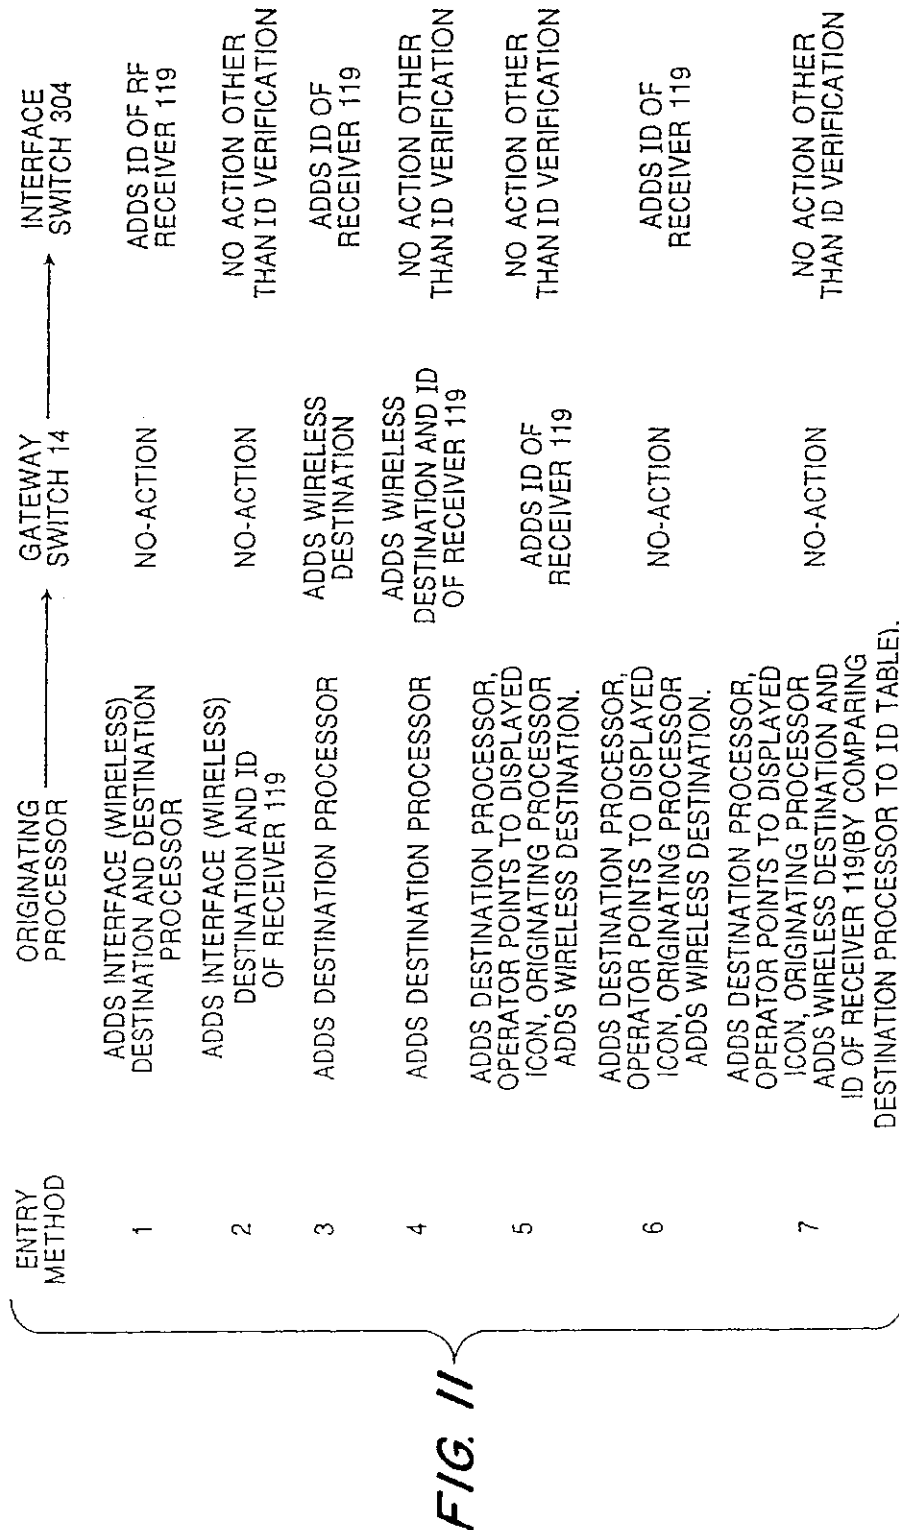 ENTRY
METHOD
ORIGINATING
PROCESSOR
GATEWAY
SWITCH 14
INTERFACE
SWITCH 304
1
ADDS INTERFACE (WIRELESS)
DESTINATION AND DESTINATION
PROCESSOR
NO-ACTION
ADDS ID OF RF
RECEIVER 119
2
ADDS INTERFACE (WIRELESS)
DESTINATION AND ID
OF RECEIVER 119
NO-ACTION
NO ACTION OTHER
THAN ID VERIFICATION
3
ADDS DESTINATION PROCESSOR
ADDS WIRELESS
DESTINATION
ADDS ID OF
RECEIVER 119
4
ADDS DESTINATION PROCESSOR
ADDS WIRELESS
DESTINATION AND ID
OF RECEIVER 119
NO ACTION OTHER
THAN ID VERIFICATION
5
ADDS DESTINATION PROCESSOR,
OPERATOR POINTS TO DISPLAYED
ICON, ORIGINATING PROCESSOR
ADDS WIRELESS DESTINATION.
ADDS ID OF
RECEIVER 119
NO ACTION OTHER
THAN ID VERIFICATION
6
ADDS DESTINATION PROCESSOR,
OPERATOR POINTS TO DISPLAYED
ICON, ORIGINATING PROCESSOR
ADDS WIRELESS DESTINATION.
NO-ACTION
ADDS ID OF
RECEIVER 119
7
ADDS DESTINATION PROCESSOR,
OPERATOR POINTS TO DISPLAYED
ICON, ORIGINATING PROCESSOR
ADDS WIRELESS DESTINATION AND
ID OF RECEIVER 119(BY COMPARING
DESTINATION PROCESSOR TO ID TABLE).
NO-ACTION
NO ACTION OTHER
THAN ID VERIFICATION
FIG. 11